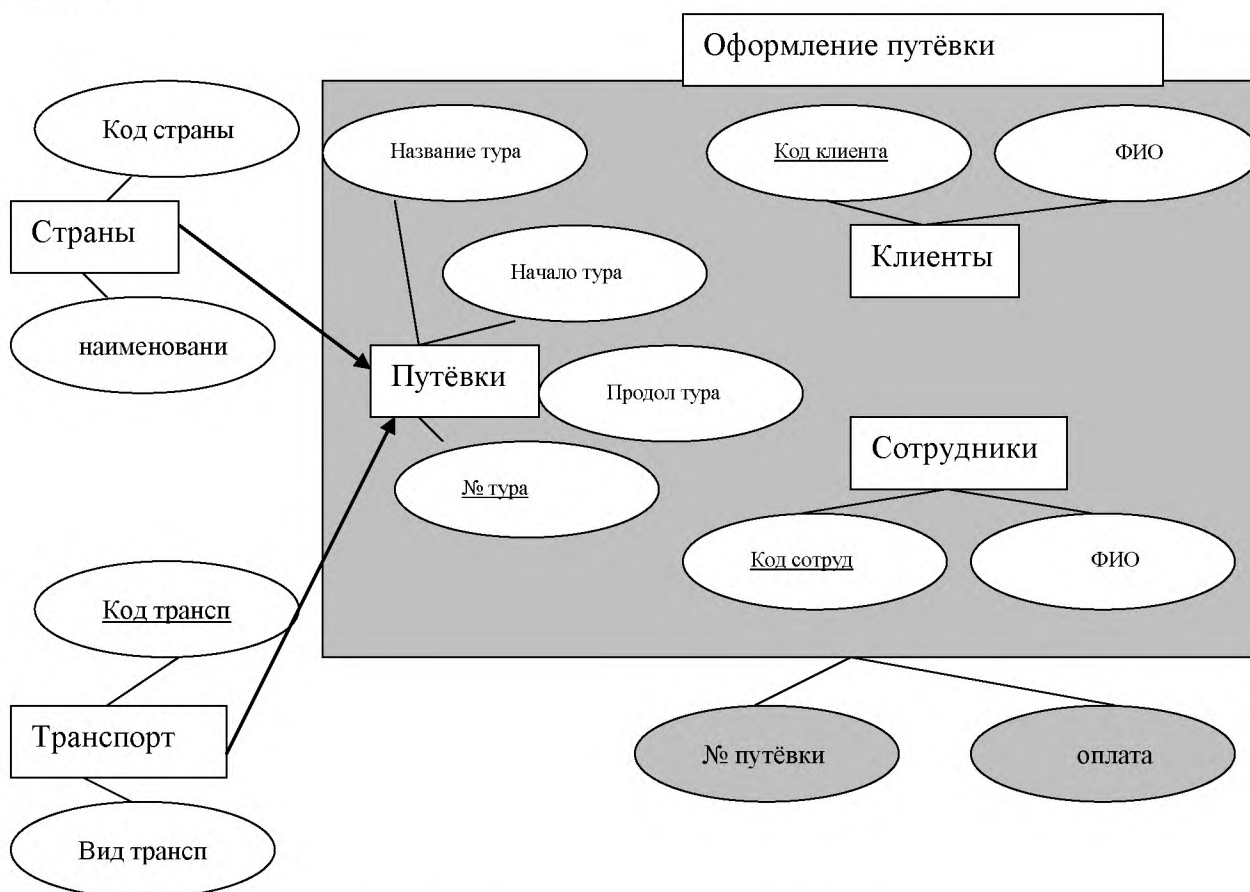 Оформление путёвки
Код страны
Название тура
Код клиента
ФИО
Страны
Клиенты
Начало тура
наименовани
Путёвки
Продол тура
Сотрудники
№ тура
Код сотруд
ФИО
Код трансп
Транспорт
№ путёвки
оплата
Вид трансп